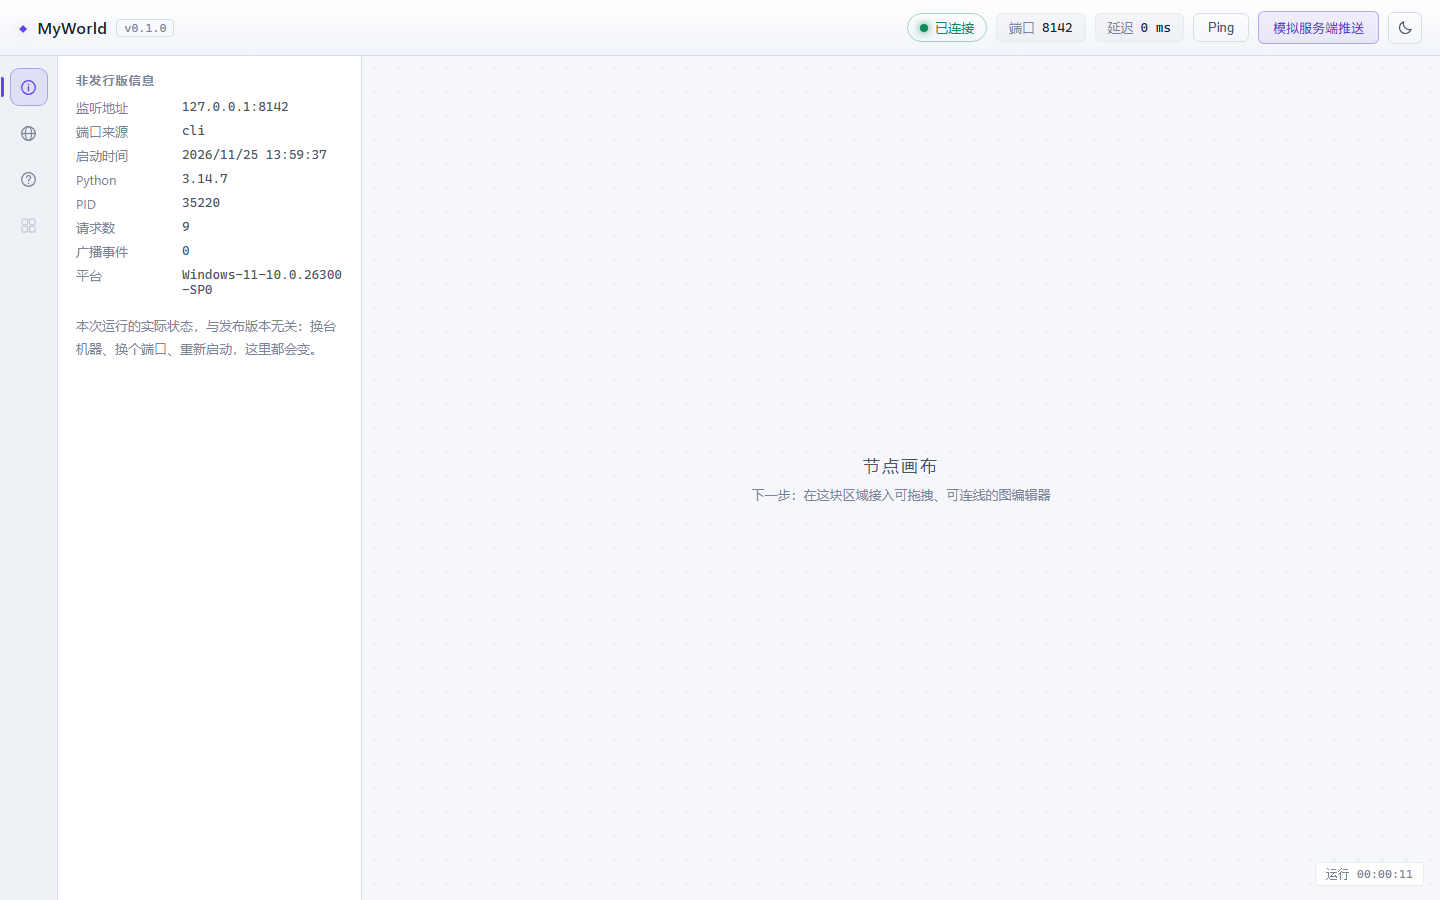 MyWorld v0.1.0 已连接 端口 8142 延迟 0 ms Ping 模拟服务端推送
非发行版信息
监听地址 127.0.0.1:8142
端口来源 cli
启动时间 2026/11/25 13:59:37
Python 3.14.7
PID 35220
请求数 9
广播事件 0
平台 Windows-11-10.0.26300
-SP0
本次运行的实际状态，与发布版本无关：换台
机器、换个端口、重新启动，这里都会变。
节点画布
下一步：在这块区域接入可拖拽、可连线的图编辑器
运行 00:00:11